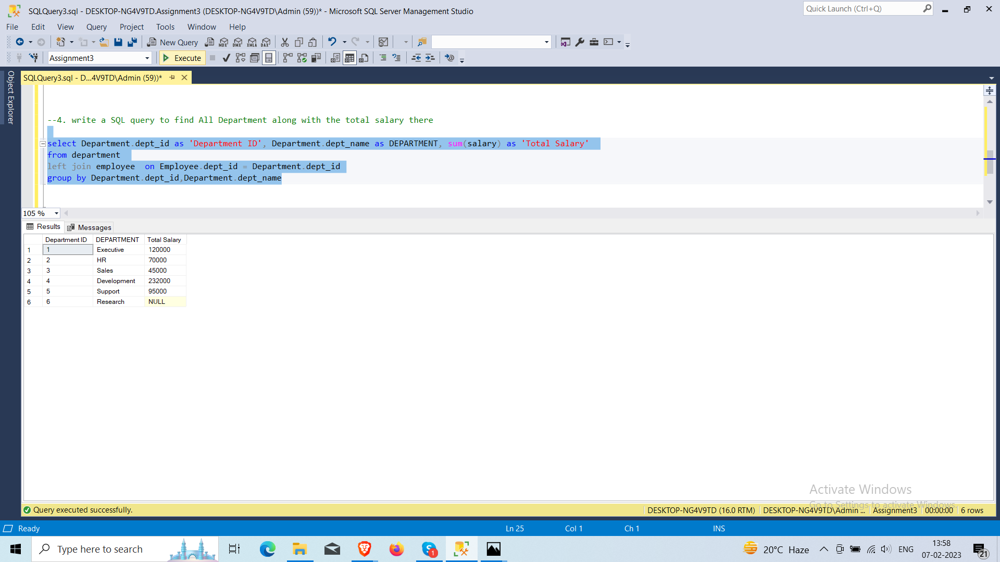 SQLQuery3.sql - DESKTOP-NG4V9TD.Assignment3 (DESKTOP-NG4V9TD\Admin (59))* - Microsoft SQL Server Management Studio
Quick Launch (Ctrl+Q)
File Edit View Query Project Tools Window Help
New Query MDX DMX XMLA DAX
Assignment3 Execute
Object Explorer
SQLQuery3.sql - D...4V9TD\Admin (59))*
--4. write a SQL query to find All Department along with the total salary there
select Department.dept_id as 'Department ID', Department.dept_name as DEPARTMENT, sum(salary) as 'Total Salary'
from department
left join employee  on Employee.dept_id = Department.dept_id
group by Department.dept_id,Department.dept_name
105 %
Results Messages
Department ID DEPARTMENT Total Salary
1 1 Executive 120000
2 2 HR 70000
3 3 Sales 45000
4 4 Development 232000
5 5 Support 95000
6 6 Research NULL
Activate Windows
Go to Settings to activate Windows.
Query executed successfully. DESKTOP-NG4V9TD (16.0 RTM) DESKTOP-NG4V9TD\Admin ... Assignment3 00:00:00 6 rows
Ready Ln 25 Col 1 Ch 1 INS
Type here to search 1 20°C Haze ENG 13:58
07-02-2023 21